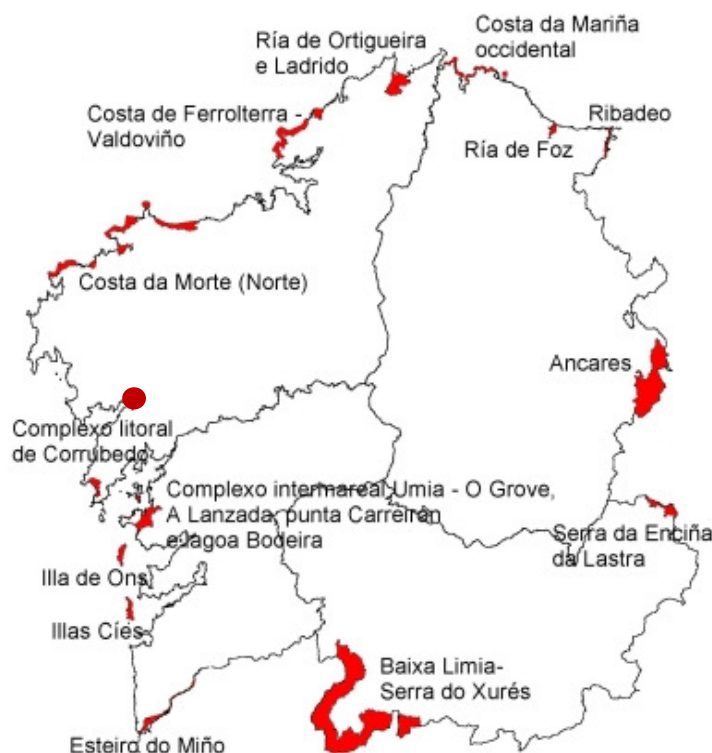 Costa da Mariña
occidental
Ría de Ortigueira
e Ladrido
Costa de Ferrolterra -
Valdoviño
Ribadeo
Ría de Foz
Costa da Morte (Norte)
Ancares
Complexo litoral
de Corrubedo
Complexo intermareal Umia - O Grove,
A Lanzada, punta Carreirón
e lagoa Bodeira
Serra da Enciña
da Lastra
Illa de Ons
Illas Cíes
Baixa Limia-
Serra do Xurés
Esteiro do Miño